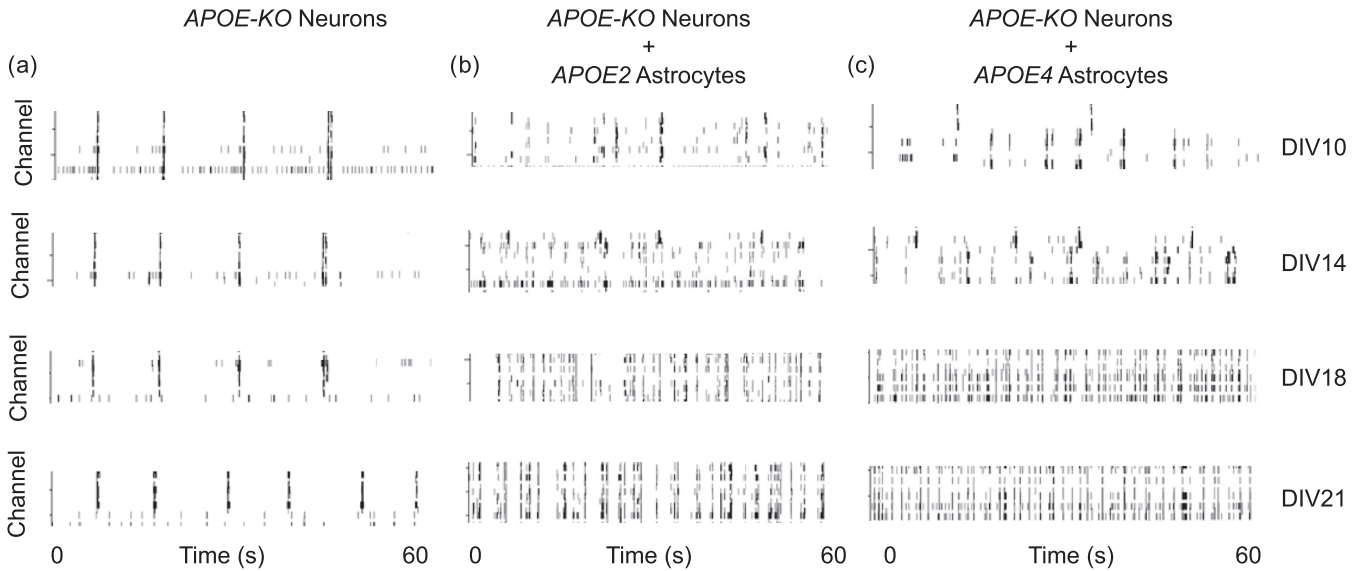 APOE-KO Neurons
APOE-KO Neurons
+
APOE2 Astrocytes
APOE-KO Neurons
+
APOE4 Astrocytes
(a)
(b)
(c)
Channel
DIV10
Channel
DIV14
Channel
DIV18
Channel
DIV21
0 Time (s) 60
0 Time (s) 60
0 Time (s) 60